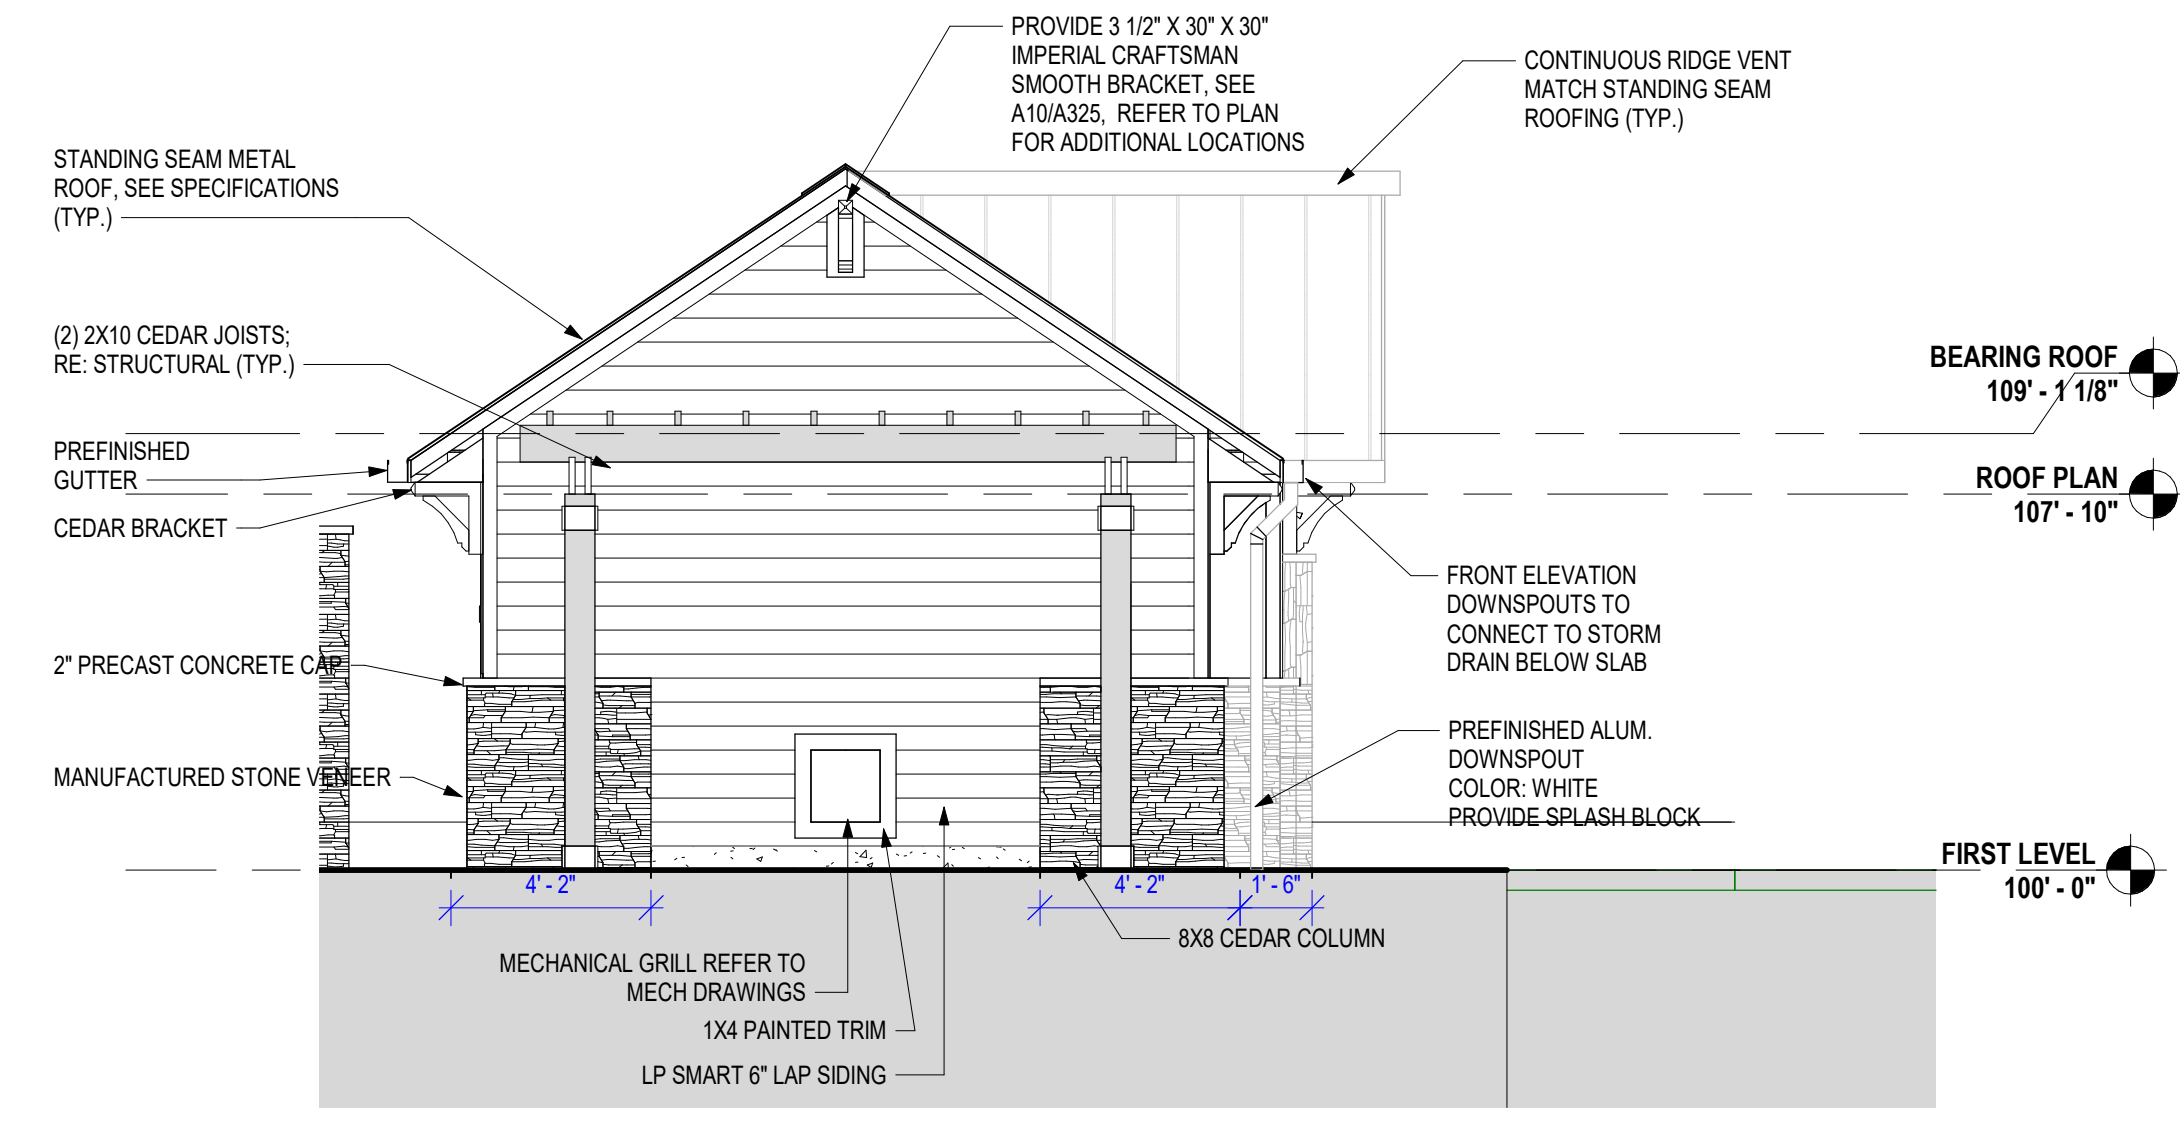 PROVIDE 3 1/2" X 30" X 30"
IMPERIAL CRAFTSMAN
SMOOTH BRACKET, SEE
A10/A325, REFER TO PLAN
FOR ADDITIONAL LOCATIONS
CONTINUOUS RIDGE VENT
MATCH STANDING SEAM
ROOFING (TYP.)
STANDING SEAM METAL
ROOF, SEE SPECIFICATIONS
(TYP.)
(2) 2X10 CEDAR JOISTS;
RE: STRUCTURAL (TYP.)
BEARING ROOF
109' - 1 1/8"
PREFINISHED
GUTTER
CEDAR BRACKET
ROOF PLAN
107' - 10"
FRONT ELEVATION
DOWNSPOUTS TO
CONNECT TO STORM
DRAIN BELOW SLAB
2" PRECAST CONCRETE CAP
MANUFACTURED STONE VENEER
PREFINISHED ALUM.
DOWNSPOUT
COLOR: WHITE
PROVIDE SPLASH BLOCK
FIRST LEVEL
100' - 0"
4' - 2"
4' - 2"
1' - 6"
8X8 CEDAR COLUMN
MECHANICAL GRILL REFER TO
MECH DRAWINGS
1X4 PAINTED TRIM
LP SMART 6" LAP SIDING